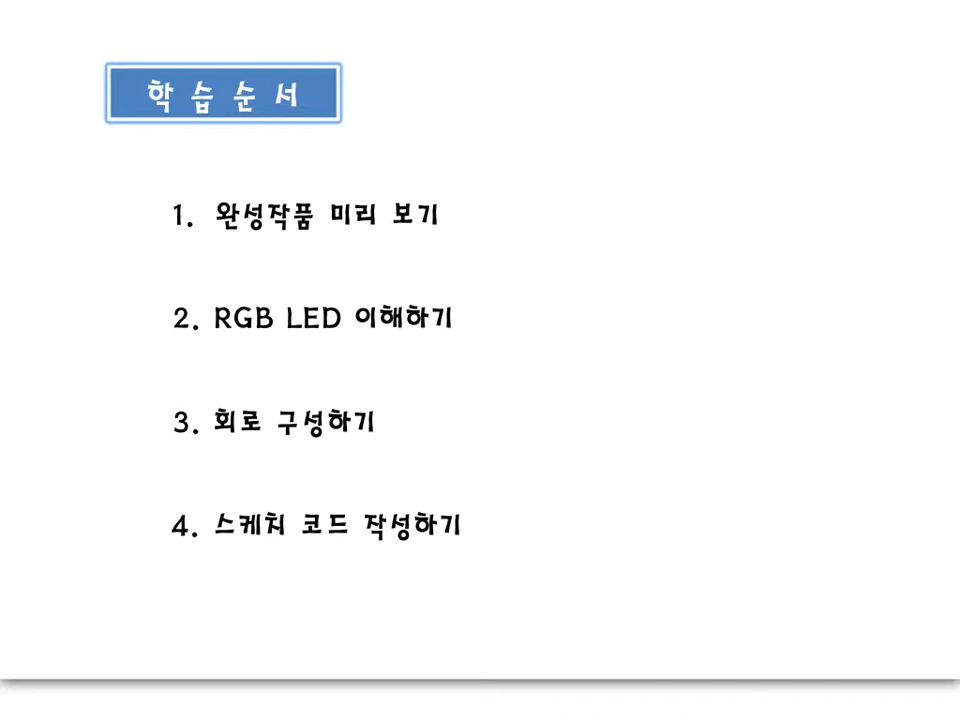 학 습 순 서
1. 완성작품 미리 보기
2. RGB LED 이해하기
3. 회로 구성하기
4. 스케치 코드 작성하기